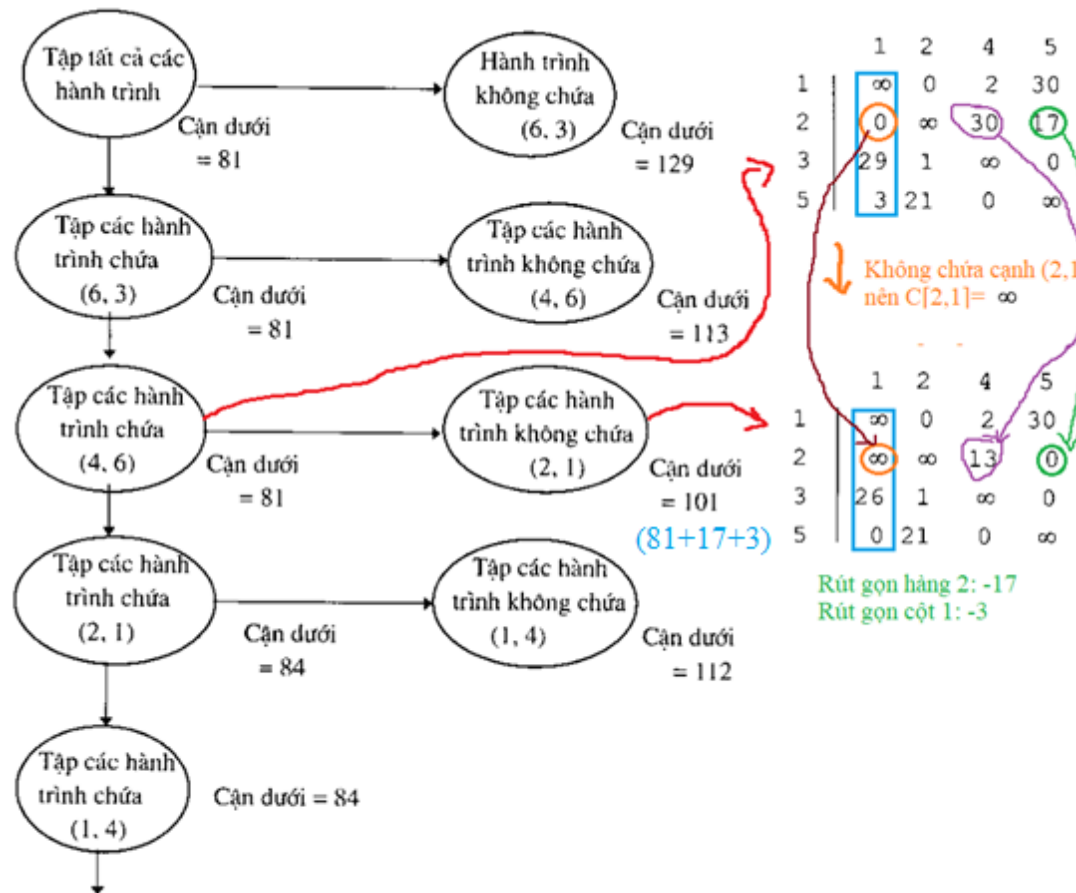 Tập tất cả các
hành trình
Cận dưới
= 81
Hành trình
không chứa
(6, 3)
Cận dưới
= 129
Tập các hành
trình chứa
(6, 3)
Cận dưới
= 81
Tập các hành
trình không chứa
(4, 6)
Cận dưới
= 113
Tập các hành
trình chứa
(4, 6)
Cận dưới
= 81
Tập các hành
trình không chứa
(2, 1)
Cận dưới
= 101
(81+17+3)
Tập các hành
trình chứa
(2, 1)
Cận dưới
= 84
Tập các hành
trình không chứa
(1, 4)
Cận dưới
= 112
Tập các hành
trình chứa
(1, 4)
Cận dưới = 84
1 2 4 5
1 ∞ 0 2 30
2 0 ∞ 30 17
3 29 1 ∞ 0
5 3 21 0 ∞
Không chứa cạnh (2,1
nên C[2,1]= ∞
1 2 4 5
1 ∞ 0 2 30
2 ∞ ∞ 13 0
3 26 1 ∞ 0
5 0 21 0 ∞
Rút gọn hàng 2: -17
Rút gọn cột 1: -3